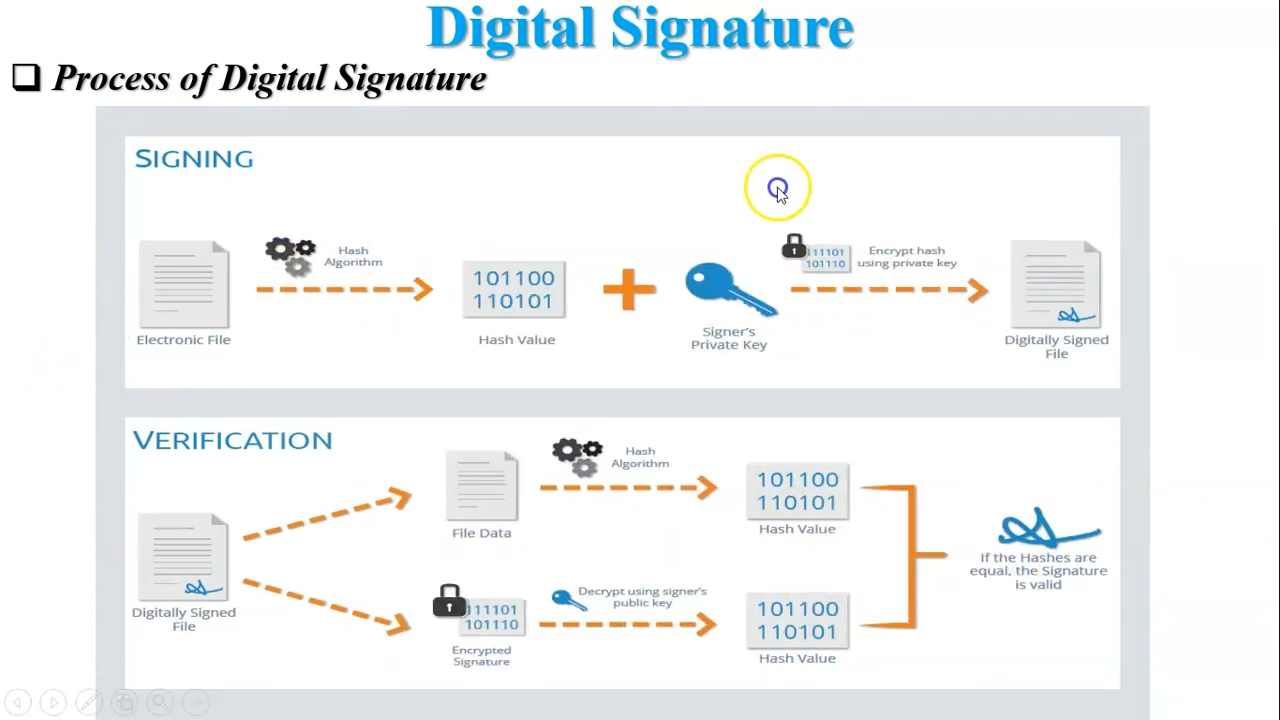 Digital Signature
Process of Digital Signature
SIGNING
Hash
Algorithm
Electronic File
101100
110101
Hash Value
Signer's
Private Key
111101
101110
Encrypt hash
using private key
Digitally Signed
File
VERIFICATION
Digitally Signed
File
File Data
Hash
Algorithm
101100
110101
Hash Value
111101
101110
Encrypted
Signature
Decrypt using signer's
public key
101100
110101
Hash Value
If the Hashes are
equal, the Signature
is valid